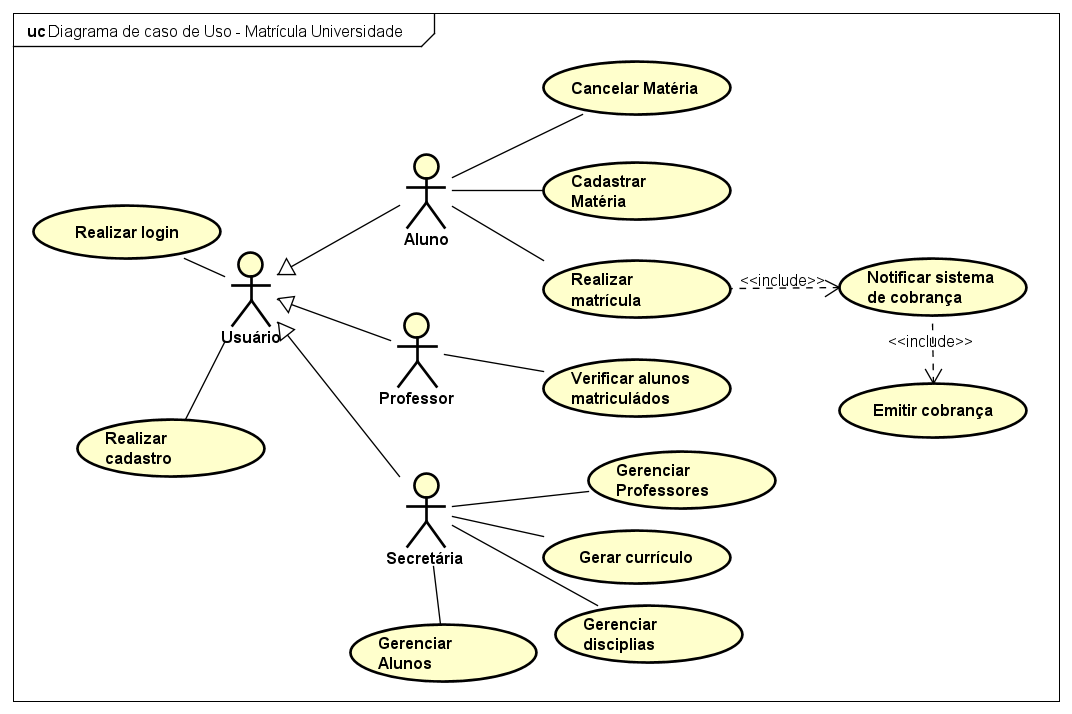 uc Diagrama de caso de Uso - Matrícula Universidade
Cancelar Matéria
Cadastrar
Matéria
Aluno
Realizar login
Realizar
matrícula
<<include>>
Notificar sistema
de cobrança
Usuário
<<include>>
Professor
Verificar alunos
matriculádos
Emitir cobrança
Realizar
cadastro
Gerenciar
Professores
Secretária
Gerar currículo
Gerenciar
disciplias
Gerenciar
Alunos